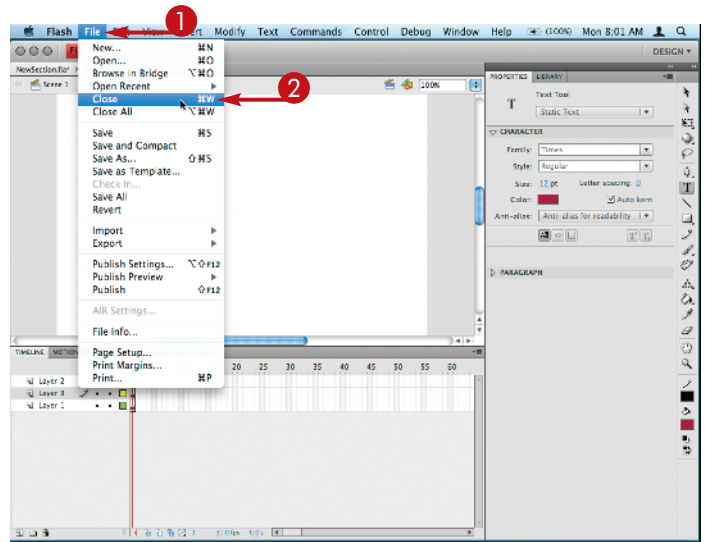 1
Flash File View Modify Text Commands Control Debug Window Help (100%) Mon 8:01 AM
DESIGN
NewSection.fla*
Scene 1
100%
2
New... ⌘N
Open... ⌘O
Browse in Bridge ⌥⌘O
Open Recent
Close ⌘W
Close All ⌥⌘W
Save ⌘S
Save and Compact
Save As... ⇧⌘S
Save as Template...
Check In...
Save All
Revert
Import
Export
Publish Settings... ⌥⇧F12
Publish Preview
Publish ⇧F12
AIR Settings...
File Info...
Page Setup...
Print Margins...
Print... ⌘P
PROPERTIES LIBRARY
T Text Tool
Static Text
CHARACTER
Family: Times
Style: Regular
Size: 12 pt Letter spacing: 0
Color: Auto kern
Anti-alias: Anti-alias for readability
PARAGRAPH
TIMELINE MOTION
20 25 30 35 40 45 50 55 60
Layer 2
Layer 3
Layer 1